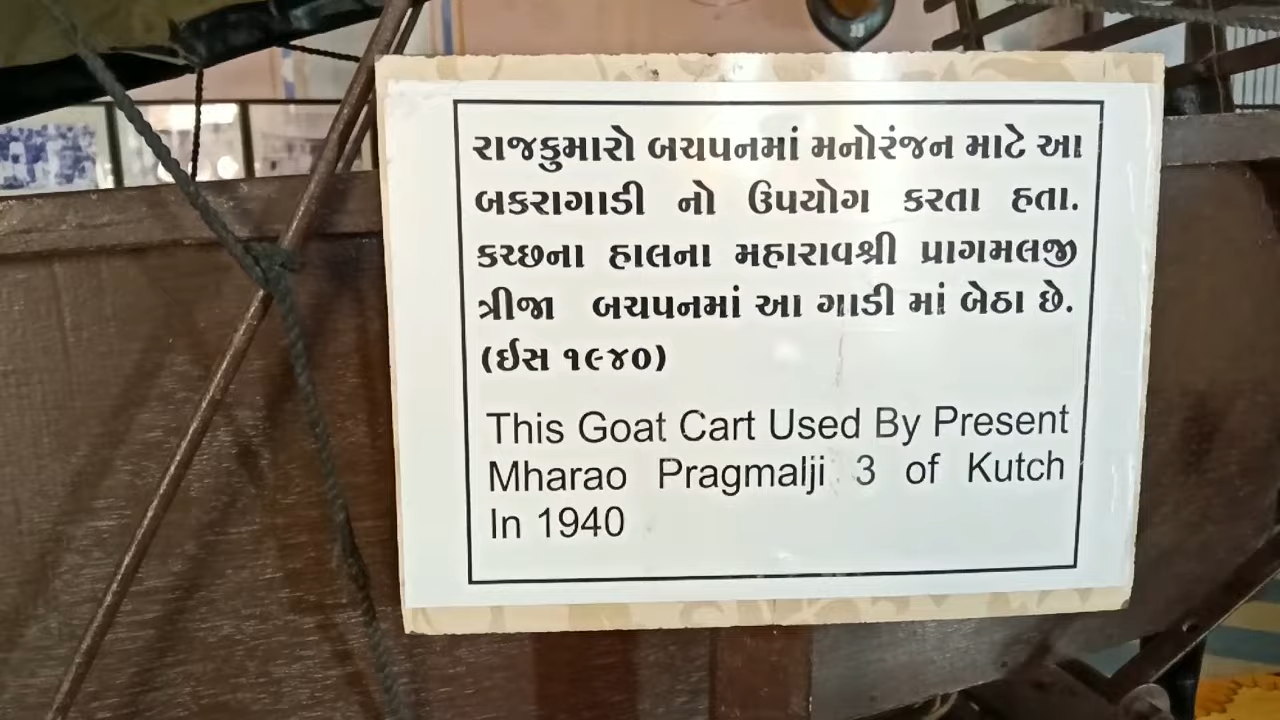 રાજકુમારો બચપનમાં મનોરંજન માટે આ
બકરાગાડી નો ઉપયોગ કરતા હતા.
કચ્છના હાલના મહારાવશ્રી પ્રાગમલજી
ત્રીજા બચપનમાં આ ગાડી માં બેઠા છે.
(ઈસ ૧૯૪૦)
This Goat Cart Used By Present
Mharao Pragmalji 3 of Kutch
In 1940